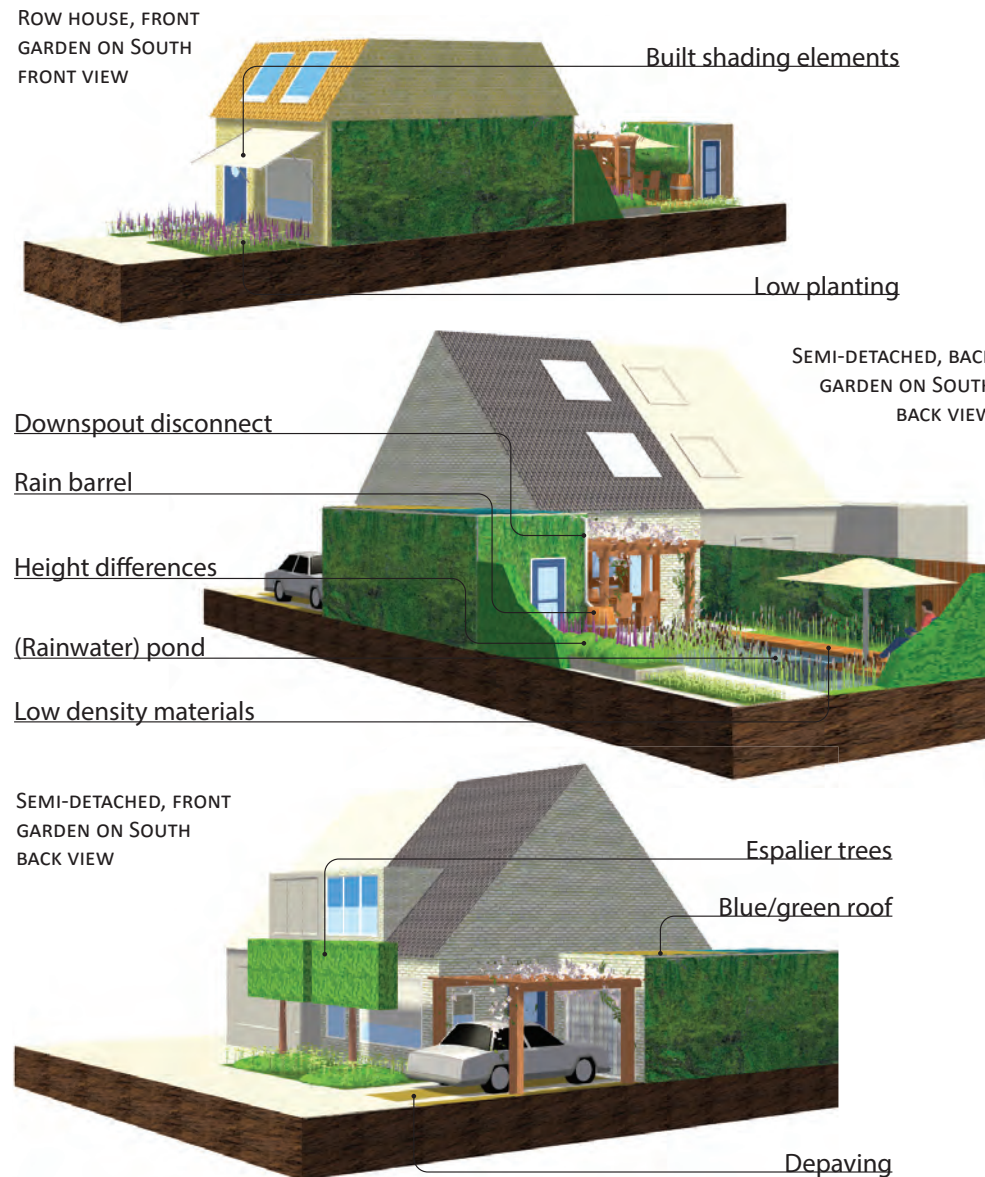 ROW HOUSE, FRONT
GARDEN ON SOUTH
FRONT VIEW
Built shading elements
Low planting
SEMI-DETACHED, BACK
GARDEN ON SOUTH
BACK VIEW
Downspout disconnect
Rain barrel
Height differences
(Rainwater) pond
Low density materials
SEMI-DETACHED, FRONT
GARDEN ON SOUTH
BACK VIEW
Espalier trees
Blue/green roof
Depaving